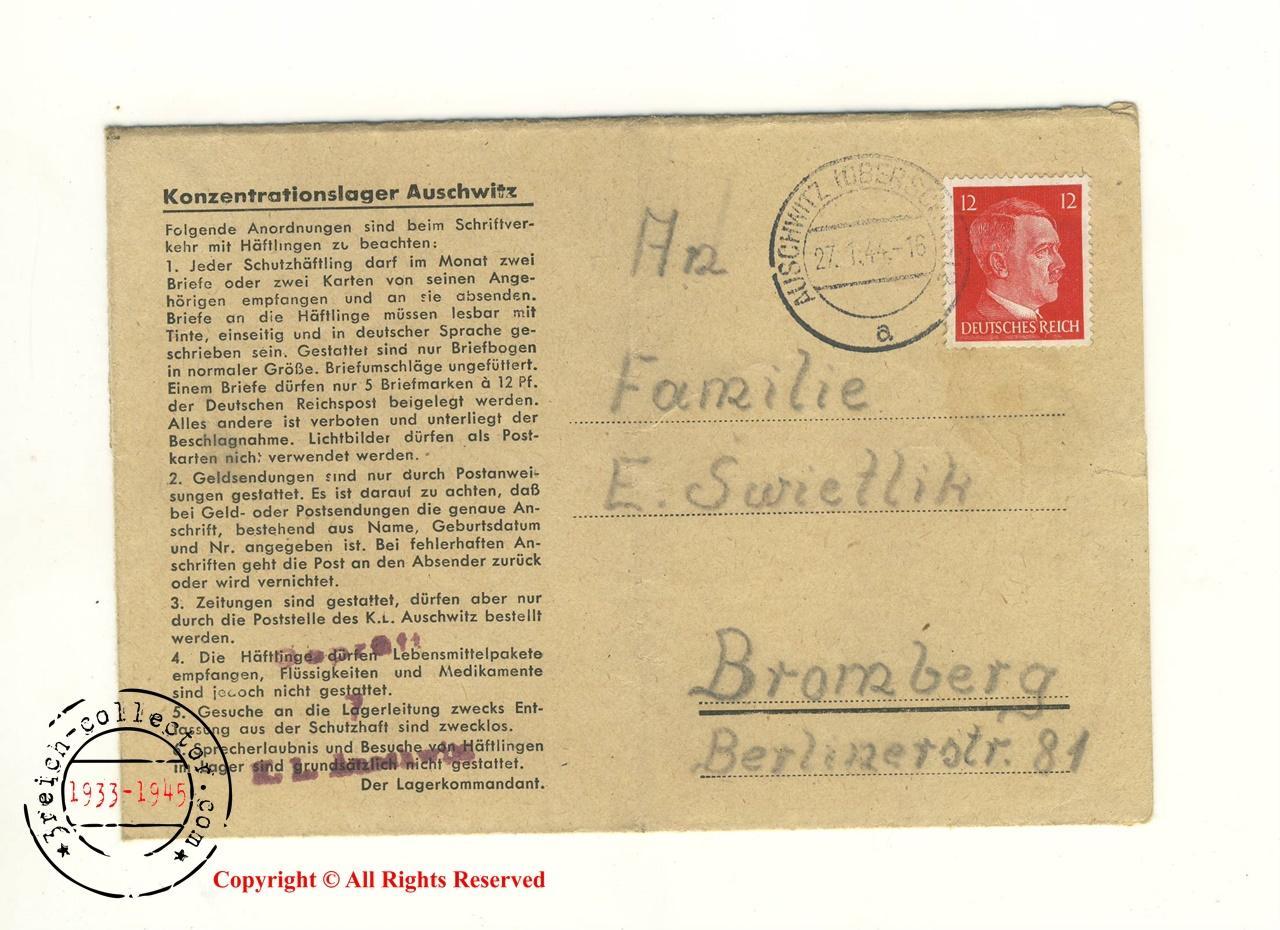 Konzentrationslager Auschwitz
Folgende Anordnungen sind beim Schriftver-
kehr mit Häftlingen zu beachten:
1. Jeder Schutzhäftling darf im Monat zwei
Briefe oder zwei Karten von seinen Ange-
hörigen empfangen und an sie absenden.
Briefe an die Häftlinge müssen lesbar mit
Tinte, einseitig und in deutscher Sprache ge-
schrieben sein. Gestattet sind nur Briefbogen
in normaler Größe. Briefumschläge ungefüttert.
Einem Briefe dürfen nur 5 Briefmarken à 12 Pf.
der Deutschen Reichspost beigelegt werden.
Alles andere ist verboten und unterliegt der
Beschlagnahme. Lichtbilder dürfen als Post-
karten nicht verwendet werden.
2. Geldsendungen sind nur durch Postanwei-
sungen gestattet. Es ist darauf zu achten, daß
bei Geld- oder Postsendungen die genaue An-
schrift, bestehend aus Name, Geburtsdatum
und Nr. angegeben ist. Bei fehlerhaften An-
schriften geht die Post an den Absender zurück
oder wird vernichtet.
3. Zeitungen sind gestattet, dürfen aber nur
durch die Poststelle des K.L. Auschwitz bestellt
werden.
4. Die Häftlinge dürfen Lebensmittelpakete
empfangen, Flüssigkeiten und Medikamente
sind jedoch nicht gestattet.
5. Gesuche an die Lagerleitung zwecks Ent-
lassung aus der Schutzhaft sind zwecklos.
6. Sprecherlaubnis und Besuche von Häftlingen
im Lager sind grundsätzlich nicht gestattet.
Der Lagerkommandant.
Geprüft
7
An
Familie
E. Swietlik
Bromberg
Berlinerstr. 81
AUSCHWITZ (OBERSCHLES
27.1.44.-16
a
12 12
DEUTSCHES REICH
3reich-collector.com
1933-1945
Copyright © All Rights Reserved